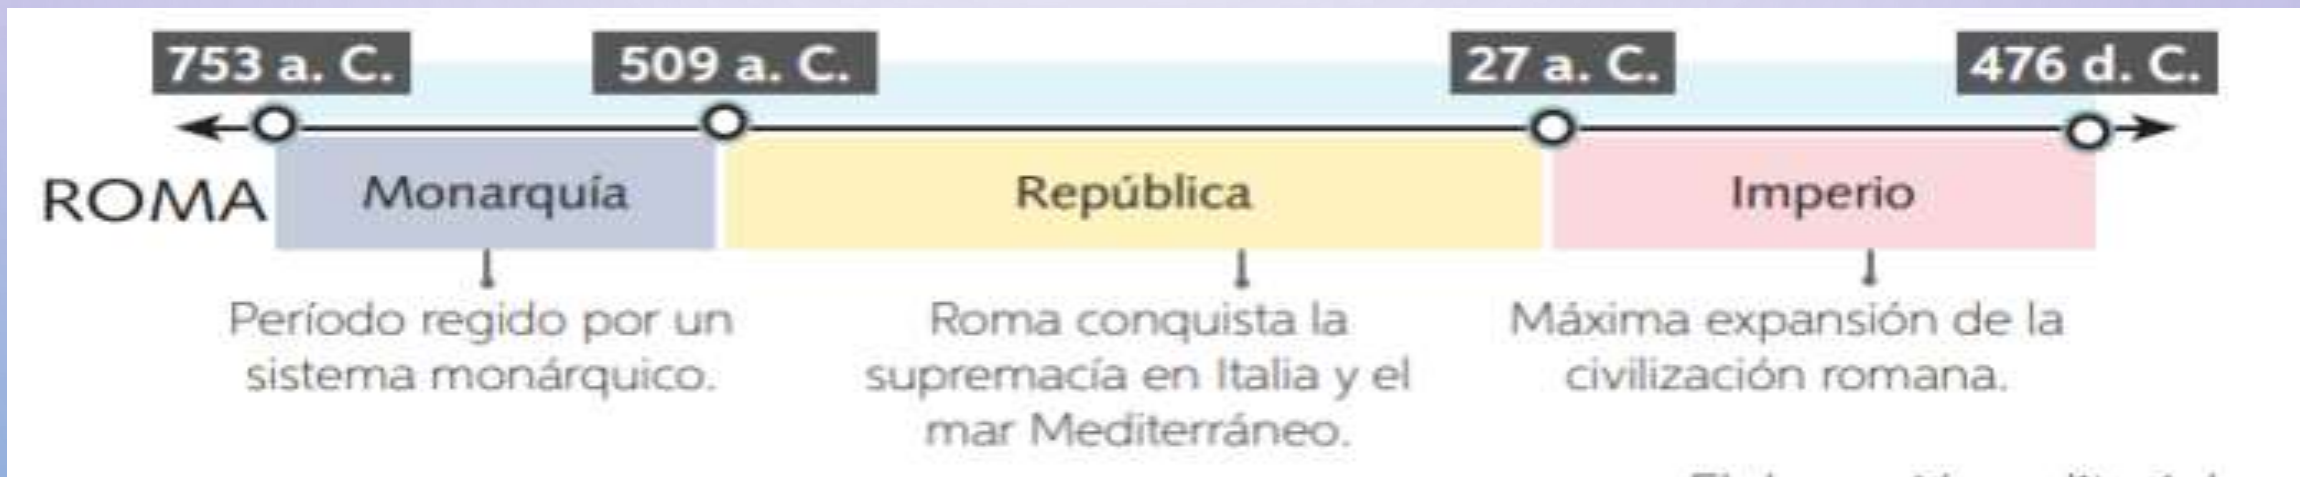 753 a. C.
509 a. C.
27 a. C.
476 d. C.
ROMA
Monarquía
República
Imperio
Período regido por un
sistema monárquico.
Roma conquista la
supremacía en Italia y el
mar Mediterráneo.
Máxima expansión de la
civilización romana.